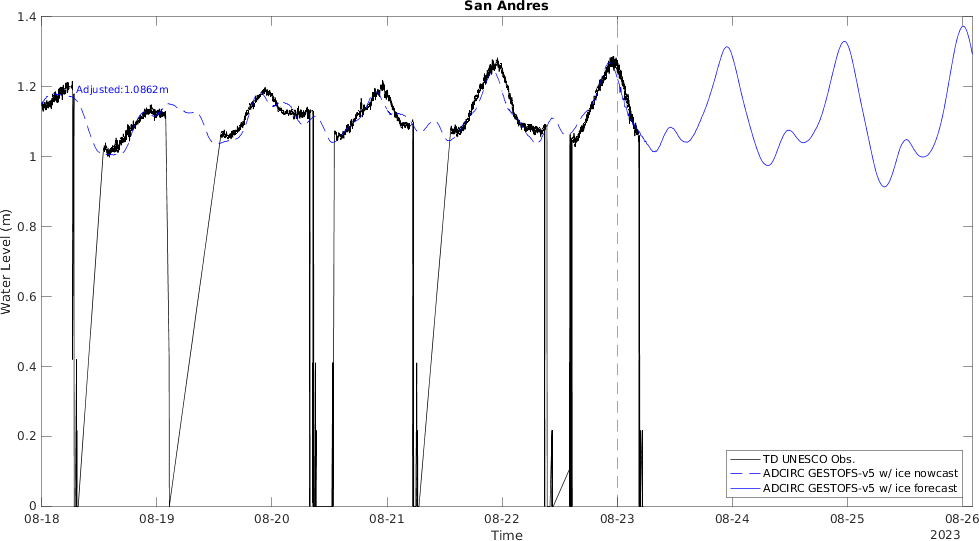 San Andres
1.4
1.2
1
0.8
0.6
0.4
0.2
0
Water Level (m)
Adjusted:1.0862m
TD UNESCO Obs.
ADCIRC GESTOFS-v5 w/ ice nowcast
ADCIRC GESTOFS-v5 w/ ice forecast
08-18 08-19 08-20 08-21 08-22 08-23 08-24 08-25 08-26
Time
2023